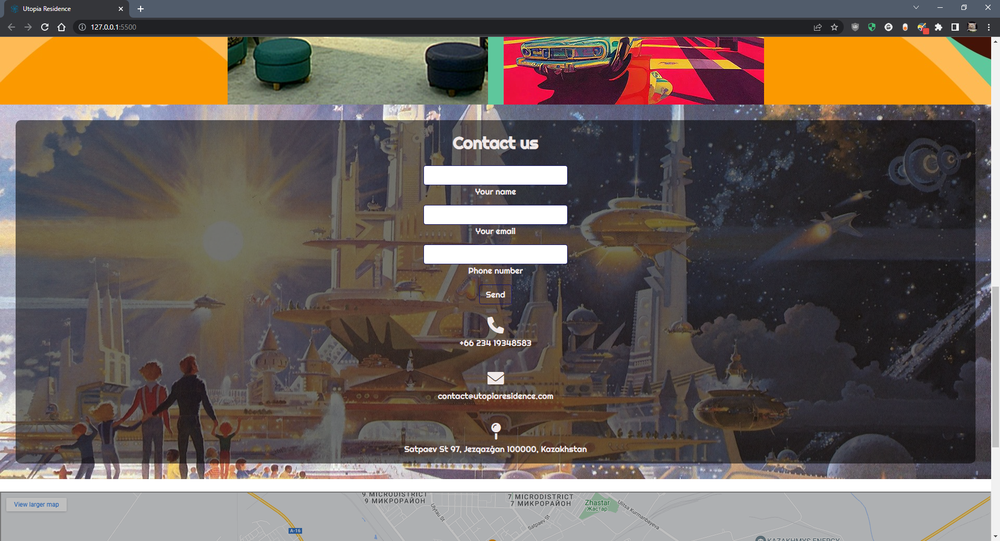 Utopia Residence
127.0.0.1:5500
Contact us
Your name
Your email
Phone number
Send
+66 234 19348583
contact@utopiaresidence.com
Satpaev St 97, Jezqazǵan 100000, Kazakhstan
View larger map
9 MICRODISTRICT
9 МИКРОРАЙОН
7 MICRODISTRICT
7 МИКРОРАЙОН
Zhastar
Жастар
Ulitsa Kurmanbayeva
Ulytau St
Satpaev St
A-16
KAZAKHMYS ENERGY